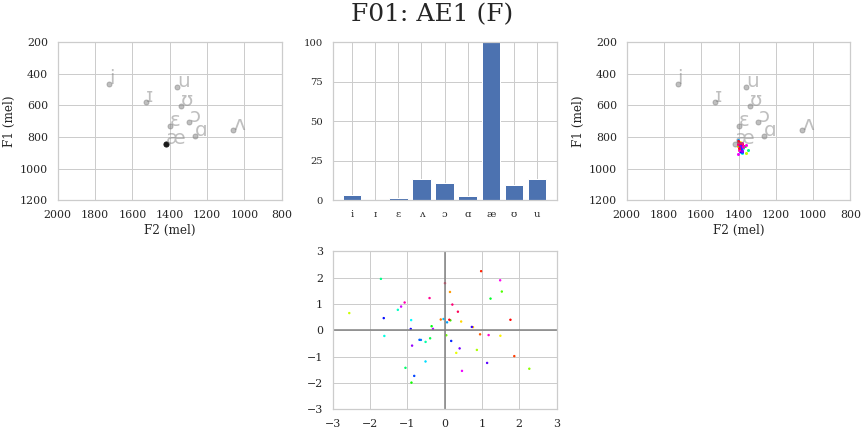 F01: AE1 (F)
200
400
600
800
1000
1200
F1 (mel)
2000 1800 1600 1400 1200 1000 800
F2 (mel)
i
ɪ
u
ʊ
ɛ
ɔ
ɑ
æ
ʌ
100
75
50
25
0
i ɪ ɛ ʌ ɔ ɑ æ ʊ u
200
400
600
800
1000
1200
F1 (mel)
2000 1800 1600 1400 1200 1000 800
F2 (mel)
i
ɪ
u
ʊ
ɛ
ɔ
ɑ
æ
ʌ
3
2
1
0
−1
−2
−3
−3 −2 −1 0 1 2 3